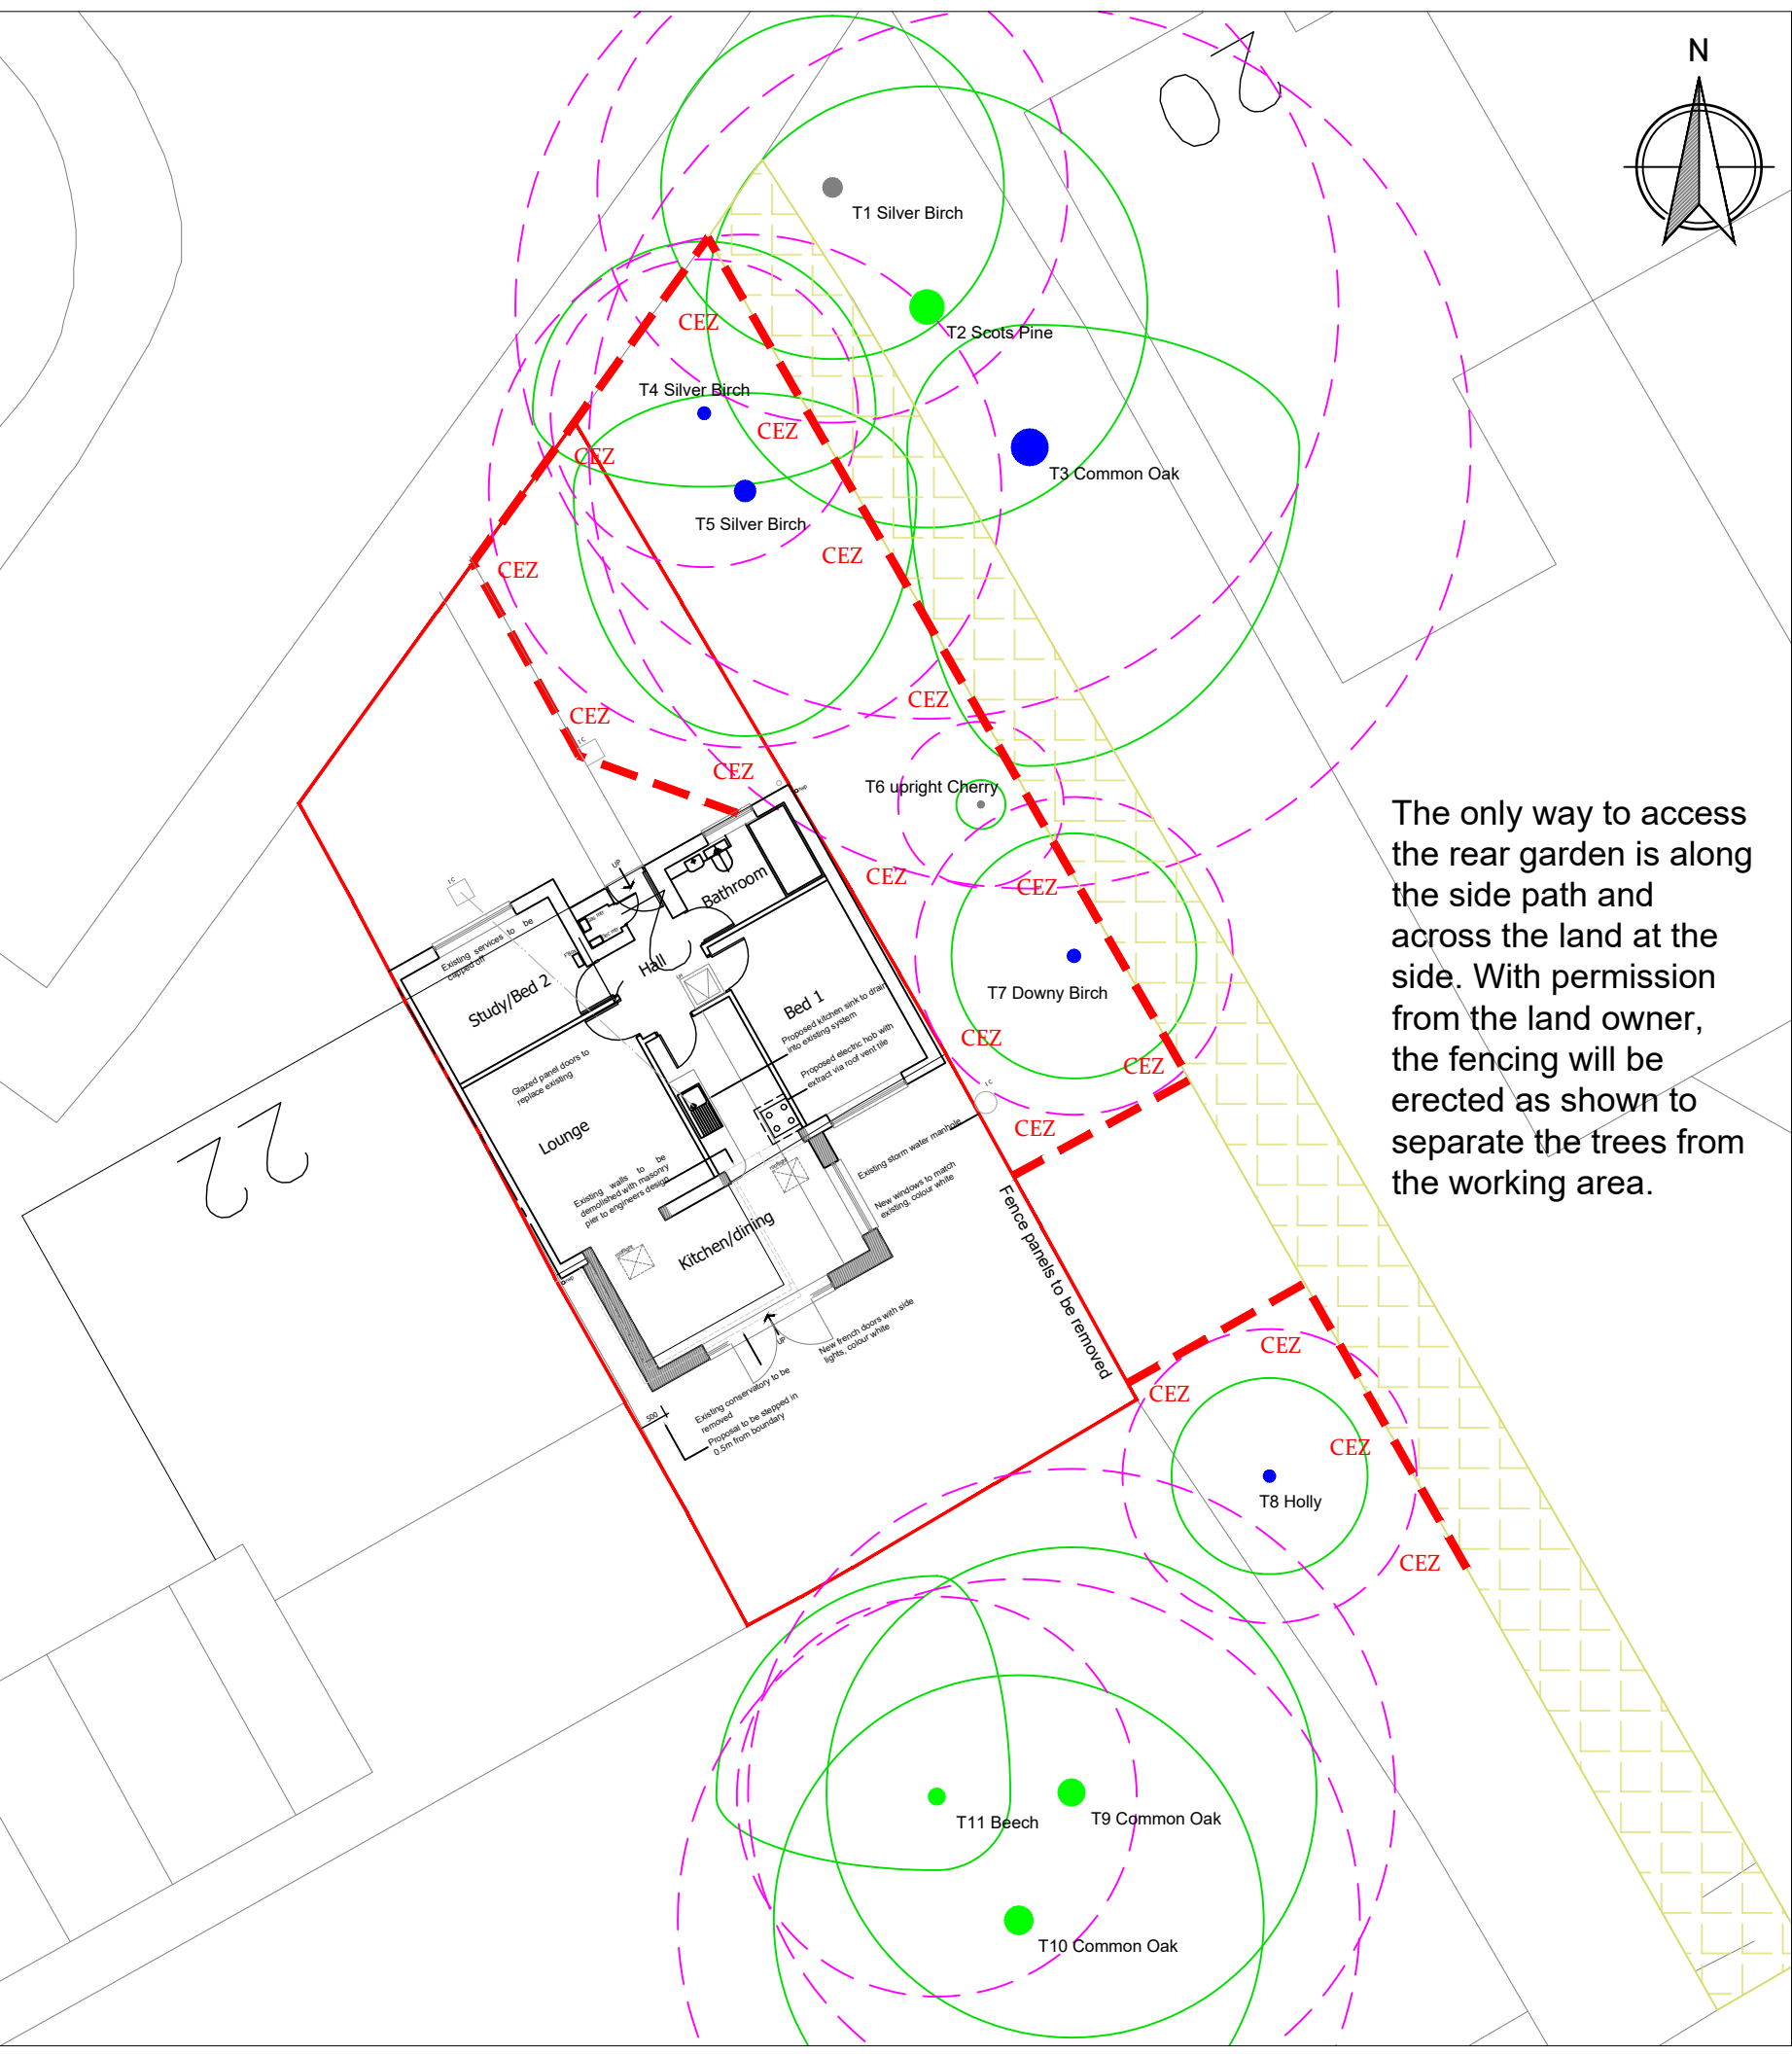 N
20
T1 Silver Birch
T2 Scots Pine
CEZ
T4 Silver Birch
CEZ
CEZ
T3 Common Oak
T5 Silver Birch
CEZ
CEZ
CEZ
CEZ
CEZ
T6 upright Cherry
CEZ
CEZ
The only way to access
the rear garden is along
the side path and
across the land at the
side. With permission
from the land owner,
the fencing will be
erected as shown to
separate the trees from
the working area.
T7 Downy Birch
CEZ
CEZ
CEZ
IC
IC
IC
UP
Bathroom
Hall
Existing services to be
capped off
Study/Bed 2
Bed 1
Proposed kitchen sink to drain
into existing system
Proposed electric hob with
extract via roof vent tile
Glazed panel doors to
replace existing
Lounge
22
Existing walls to be
demolished with masonry
pier to engineers design
Existing storm water manhole
New windows to match
existing, colour white
Kitchen/dining
rooflight
rooflight
Fence panels to be removed
UP
New french doors with side
lights, colour white
Existing conservatory to be
removed
Proposal to be stepped in
0.5m from boundary
500
CEZ
CEZ
CEZ
T8 Holly
CEZ
T11 Beech
T9 Common Oak
T10 Common Oak